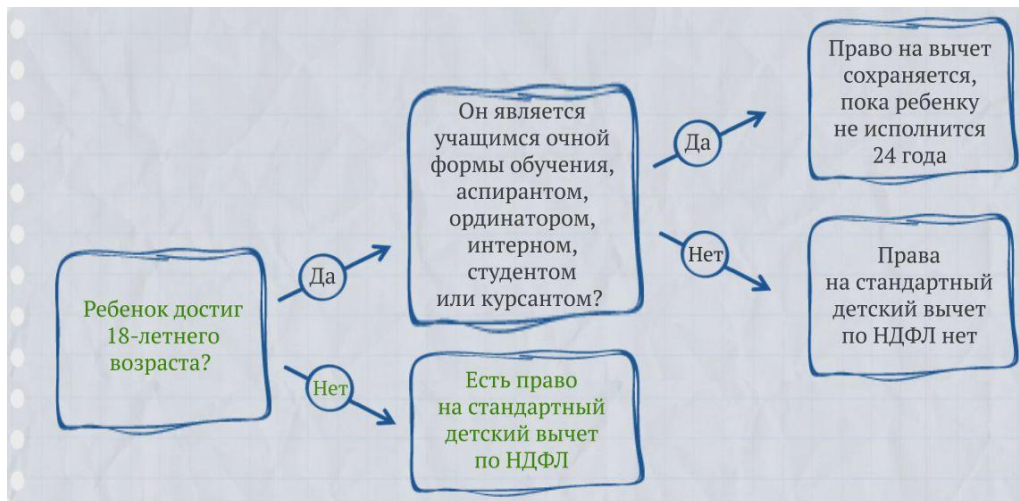 Ребенок достиг
18-летнего
возраста?
Да
Нет
Он является
учащимся очной
формы обучения,
аспирантом,
ординатором,
интерном,
студентом
или курсантом?
Есть право
на стандартный
детский вычет
по НДФЛ
Да
Нет
Право на вычет
сохраняется,
пока ребенку
не исполнится
24 года
Права
на стандартный
детский вычет
по НДФЛ нет